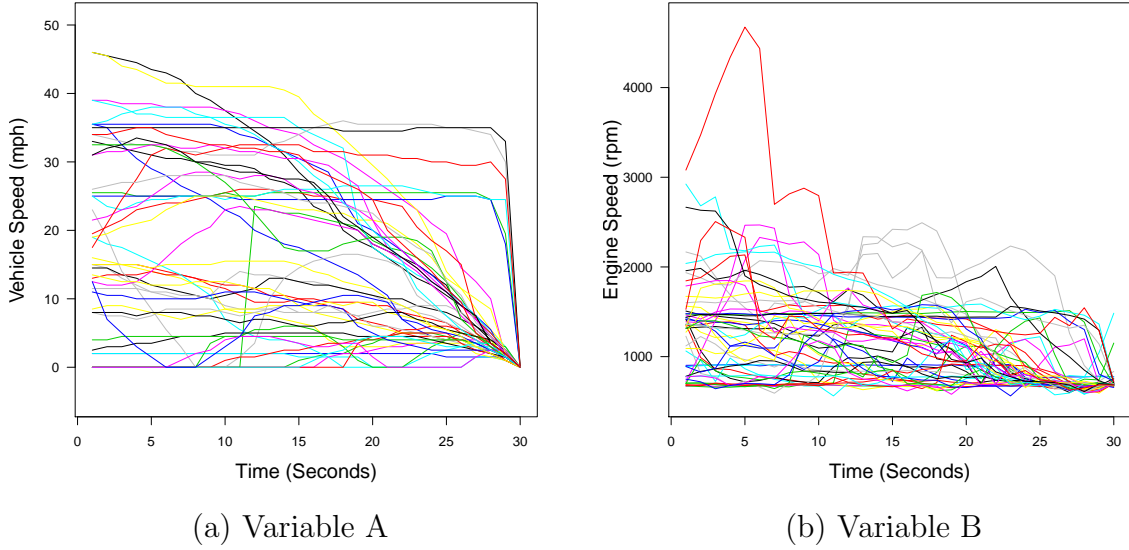 50
40
30
20
10
0
Vehicle Speed (mph)
0 5 10 15 20 25 30
Time (Seconds)
(a) Variable A
4000
3000
2000
1000
Engine Speed (rpm)
0 5 10 15 20 25 30
Time (Seconds)
(b) Variable B